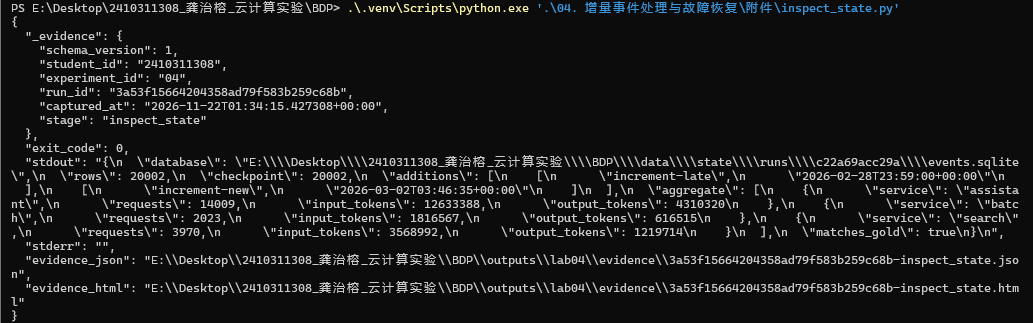 PS E:\Desktop\2410311308_龚治榕_云计算实验\BDP> .\.venv\Scripts\python.exe '.\04. 增量事件处理与故障恢复\附件\inspect_state.py'
{
  "_evidence": {
    "schema_version": 1,
    "student_id": "2410311308",
    "experiment_id": "04",
    "run_id": "3a53f15664204358ad79f583b259c68b",
    "captured_at": "2026-11-22T01:34:15.427308+00:00",
    "stage": "inspect_state"
  },
  "exit_code": 0,
  "stdout": "{\n  \"database\": \"E:\\\\Desktop\\\\2410311308_龚治榕_云计算实验\\\\BDP\\\\data\\\\state\\\\runs\\\\c22a69acc29a\\\\events.sqlite
\",\n  \"rows\": 20002,\n  \"checkpoint\": 20002,\n  \"additions\": [\n    [\n      \"increment-late\",\n      \"2026-02-28T23:59:00+00:00\"\n
  ],\n    [\n      \"increment-new\",\n      \"2026-03-02T03:46:35+00:00\"\n    ]\n  ],\n  \"aggregate\": [\n    {\n      \"service\": \"assista
nt\",\n      \"requests\": 14009,\n      \"input_tokens\": 12633388,\n      \"output_tokens\": 4310320\n    },\n    {\n      \"service\": \"batc
h\",\n      \"requests\": 2023,\n      \"input_tokens\": 1816567,\n      \"output_tokens\": 616515\n    },\n    {\n      \"service\": \"search\"
,\n      \"requests\": 3970,\n      \"input_tokens\": 3568992,\n      \"output_tokens\": 1219714\n    }\n  ],\n  \"matches_gold\": true\n}\n",
  "stderr": "",
  "evidence_json": "E:\\Desktop\\2410311308_龚治榕_云计算实验\\BDP\\outputs\\lab04\\evidence\\3a53f15664204358ad79f583b259c68b-inspect_state.jso
n",
  "evidence_html": "E:\\Desktop\\2410311308_龚治榕_云计算实验\\BDP\\outputs\\lab04\\evidence\\3a53f15664204358ad79f583b259c68b-inspect_state.htm
l"
}